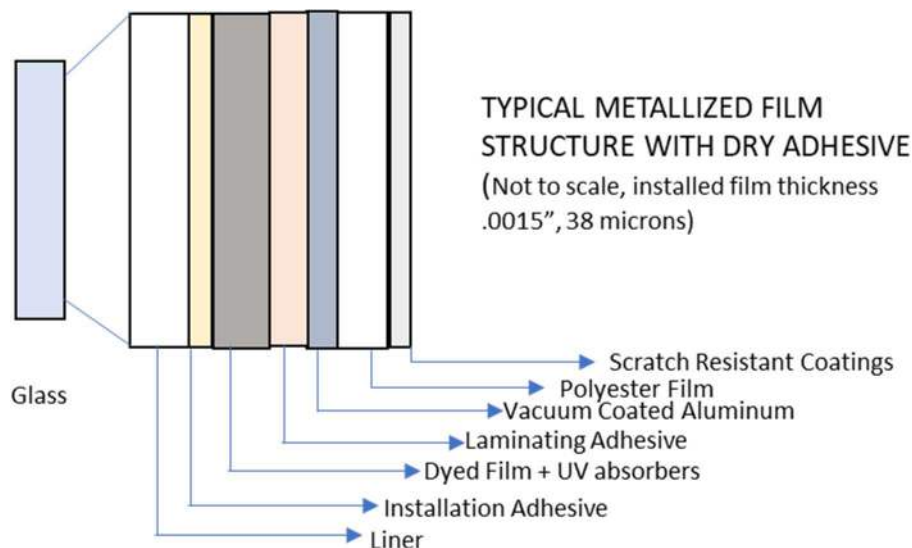 TYPICAL METALLIZED FILM
STRUCTURE WITH DRY ADHESIVE
(Not to scale, installed film thickness
.0015”, 38 microns)
Scratch Resistant Coatings
Polyester Film
Glass
Vacuum Coated Aluminum
Laminating Adhesive
Dyed Film + UV absorbers
Installation Adhesive
Liner